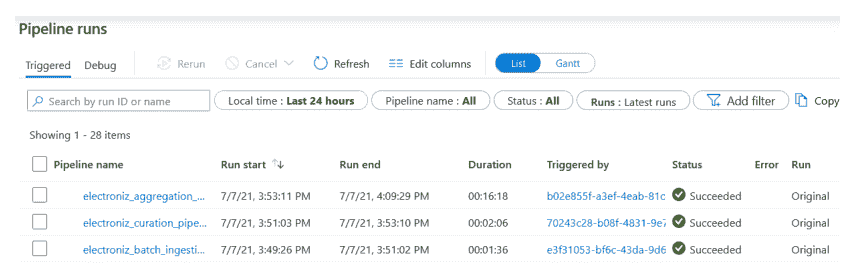 Pipeline runs
Triggered Debug Rerun Cancel Refresh Edit columns List Gantt
Search by run ID or name Local time : Last 24 hours Pipeline name : All Status : All Runs : Latest runs Add filter Copy
Showing 1 - 28 items
Pipeline name Run start Run end Duration Triggered by Status Error Run
electroniz_aggregation_... 7/7/21, 3:53:11 PM 7/7/21, 4:09:29 PM 00:16:18 b02e855f-a3ef-4eab-81c Succeeded Original
electroniz_curation_pipe... 7/7/21, 3:51:03 PM 7/7/21, 3:53:10 PM 00:02:06 70243c28-b08f-4831-9e7 Succeeded Original
electroniz_batch_ingesti... 7/7/21, 3:49:26 PM 7/7/21, 3:51:02 PM 00:01:36 e3f31053-bf6c-43da-9d6 Succeeded Original